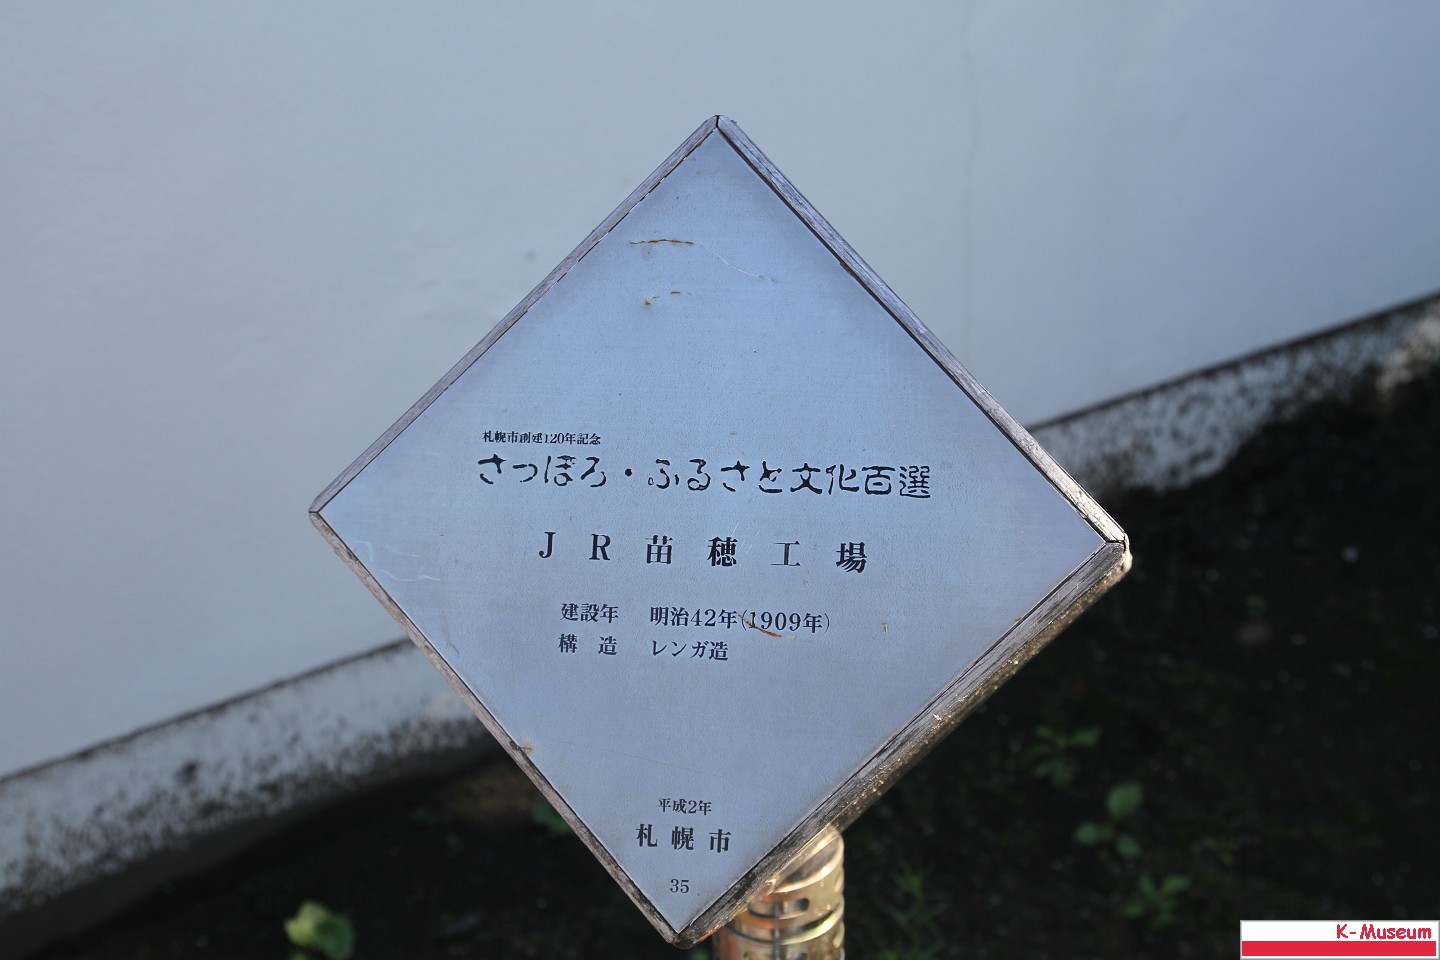 札幌市創建120年記念
さっぽろ・ふるさと文化百選
JR苗穂工場
建設年 明治42年(1909年)
構造 レンガ造
平成2年
札幌市
35
K-Museum